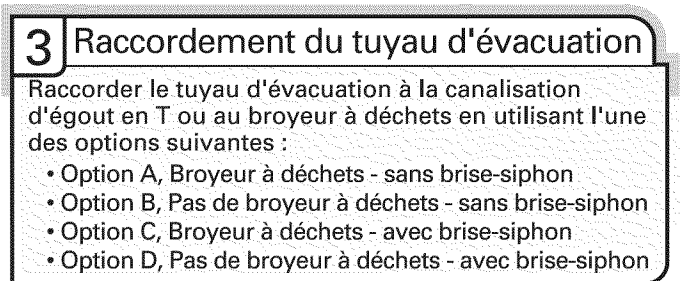 3 Raccordement du tuyau d'évacuation
Raccorder le tuyau d'évacuation à la canalisation
d'égout en T ou au broyeur à déchets en utilisant l'une
des options suivantes :
• Option A, Broyeur à déchets - sans brise-siphon
• Option B, Pas de broyeur à déchets - sans brise-siphon
• Option C, Broyeur à déchets - avec brise-siphon
• Option D, Pas de broyeur à déchets - avec brise-siphon